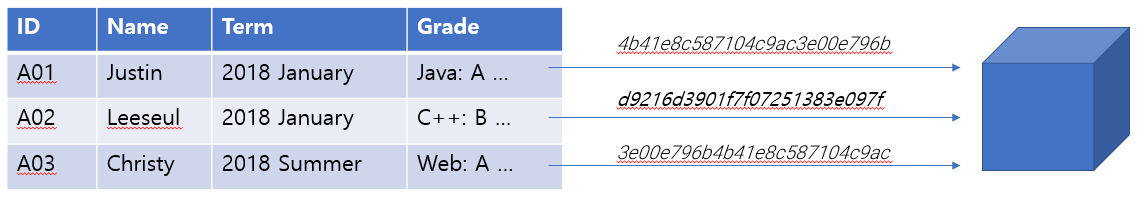 ID Name Term Grade
A01 Justin 2018 January Java: A ... 4b41e8c587104c9ac3e00e796b
A02 Leeseul 2018 January C++: B ... d9216d3901f7f07251383e097f
A03 Christy 2018 Summer Web: A ... 3e00e796b4b41e8c587104c9ac